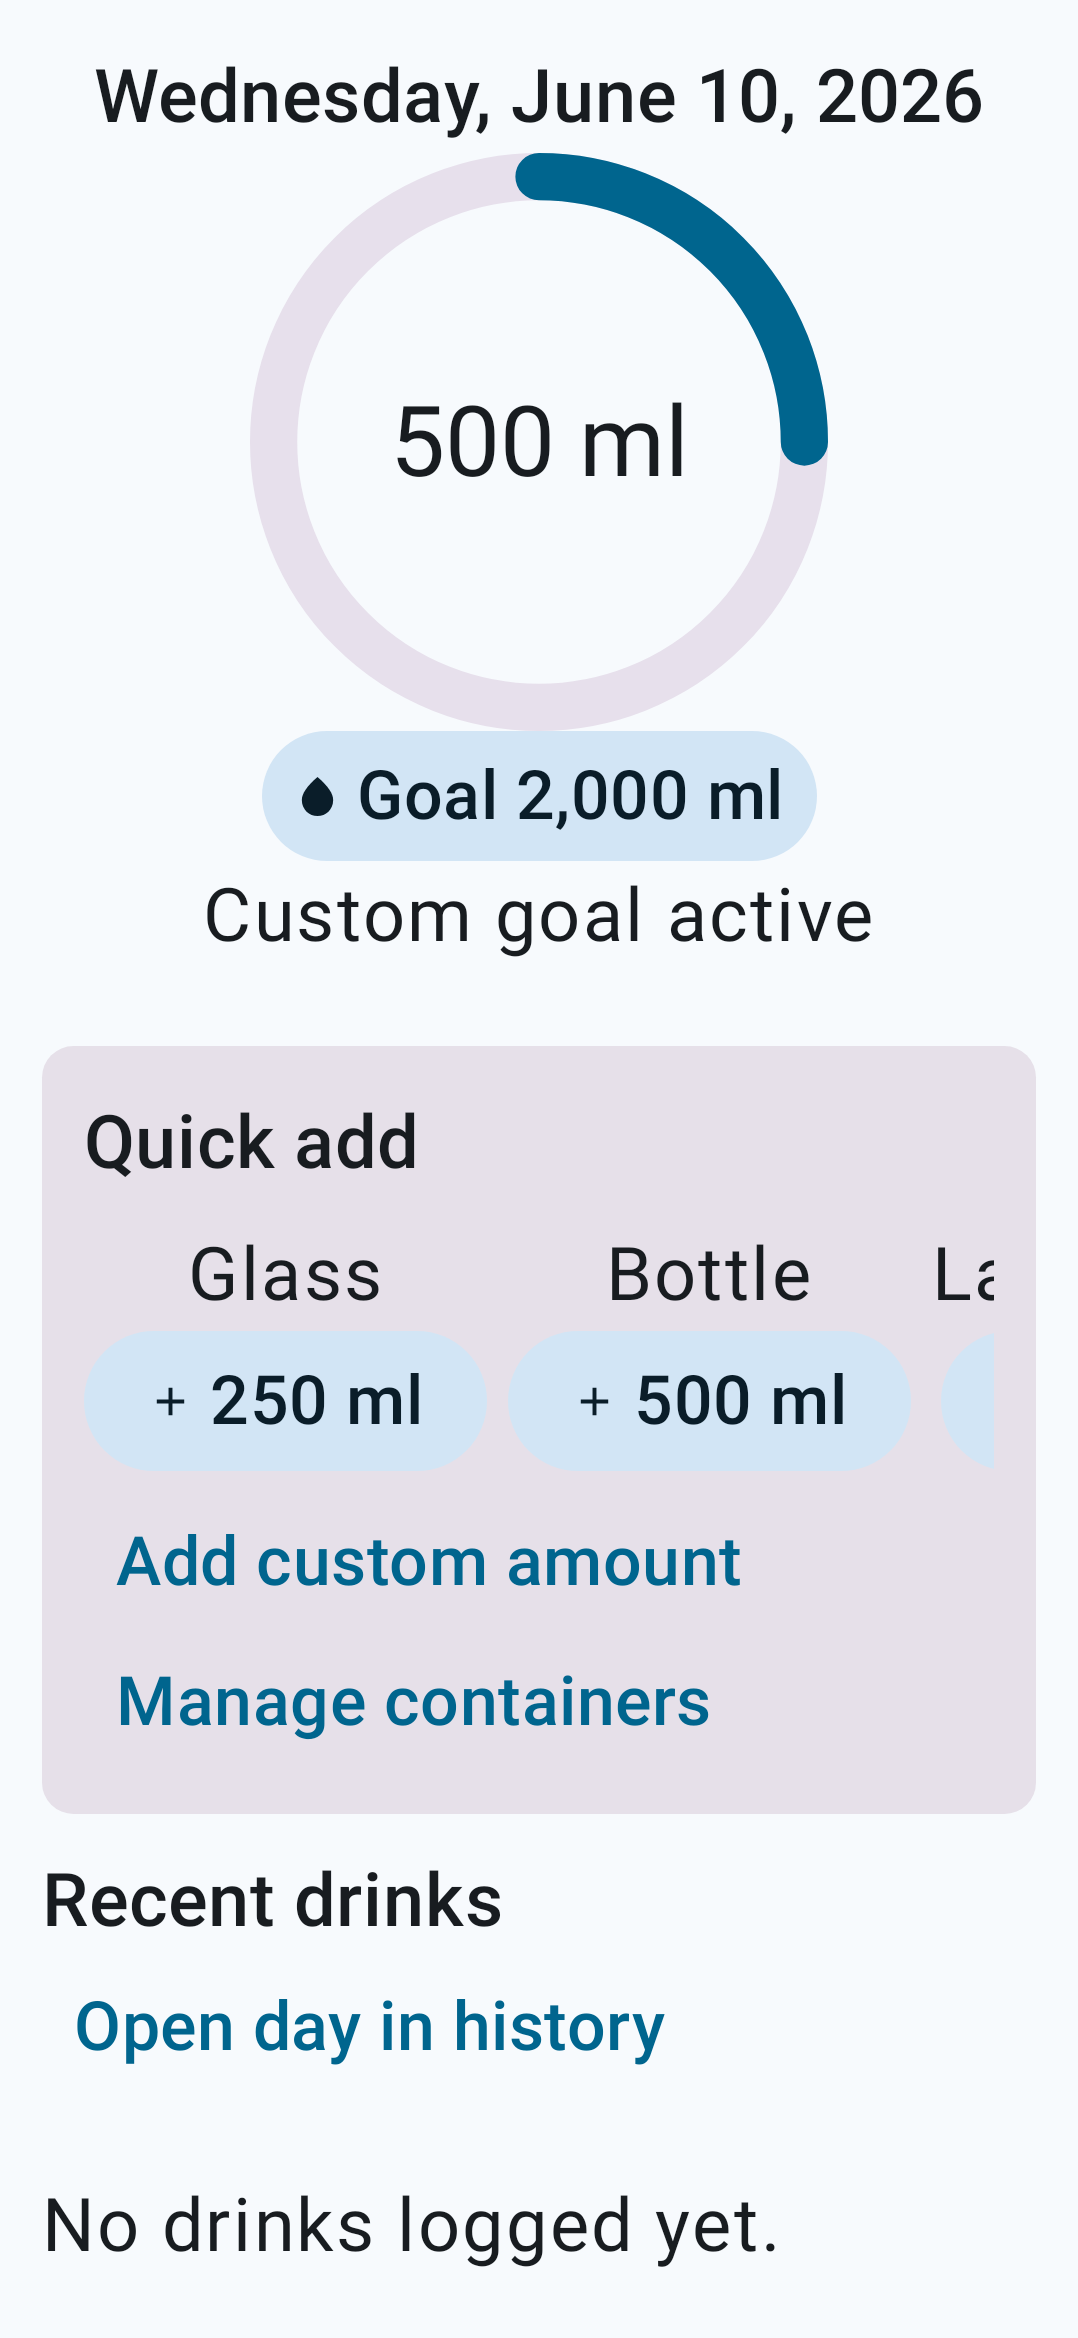 Wednesday, June 10, 2026
500 ml
Goal 2,000 ml
Custom goal active
Quick add
Glass Bottle La
+ 250 ml + 500 ml
Add custom amount
Manage containers
Recent drinks
Open day in history
No drinks logged yet.